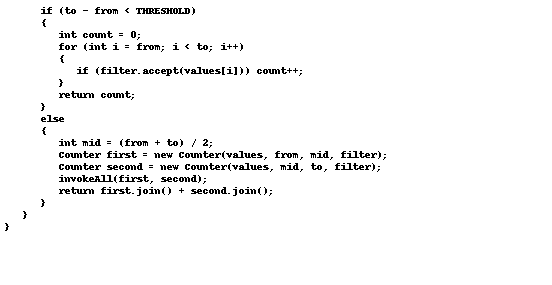 if (to - from < THRESHOLD)
{
int count = 0;
for (int i = from; i < to; i++)
{
if (filter.accept(values[i])) count++;
}
return count;
}
else
{
int mid = (from + to) / 2;
Counter first = new Counter(values, from, mid, filter);
Counter second = new Counter(values, mid, to, filter);
invokeAll(first, second);
return first.join() + second.join();
}
}
}